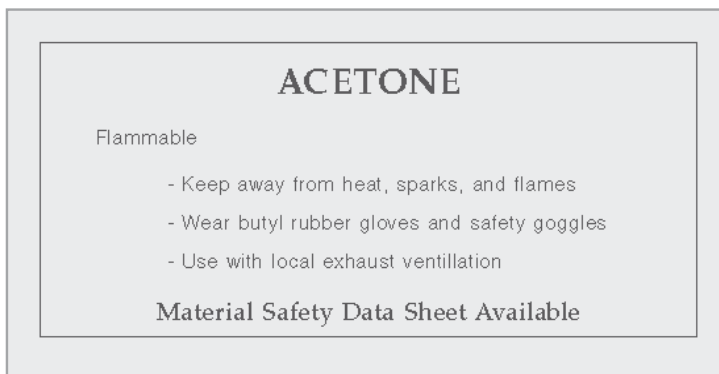 ACETONE
Flammable
- Keep away from heat, sparks, and flames
- Wear butyl rubber gloves and safety goggles
- Use with local exhaust ventillation
Material Safety Data Sheet Available